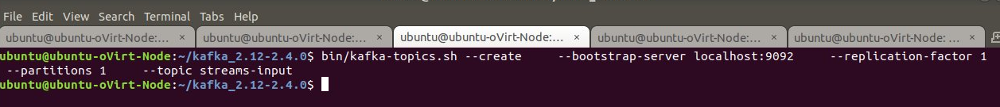 File Edit View Search Terminal Tabs Help
ubuntu@ubuntu-oVirt-Node:... × ubuntu@ubuntu-oVirt-Node:... × ubuntu@ubuntu-oVirt-Node:... × ubuntu@ubuntu-oVirt-Node:... × ubuntu@ubuntu-oVirt-Node: ... ×
ubuntu@ubuntu-oVirt-Node:~/kafka_2.12-2.4.0$ bin/kafka-topics.sh --create     --bootstrap-server localhost:9092     --replication-factor 1
 --partitions 1     --topic streams-input
ubuntu@ubuntu-oVirt-Node:~/kafka_2.12-2.4.0$